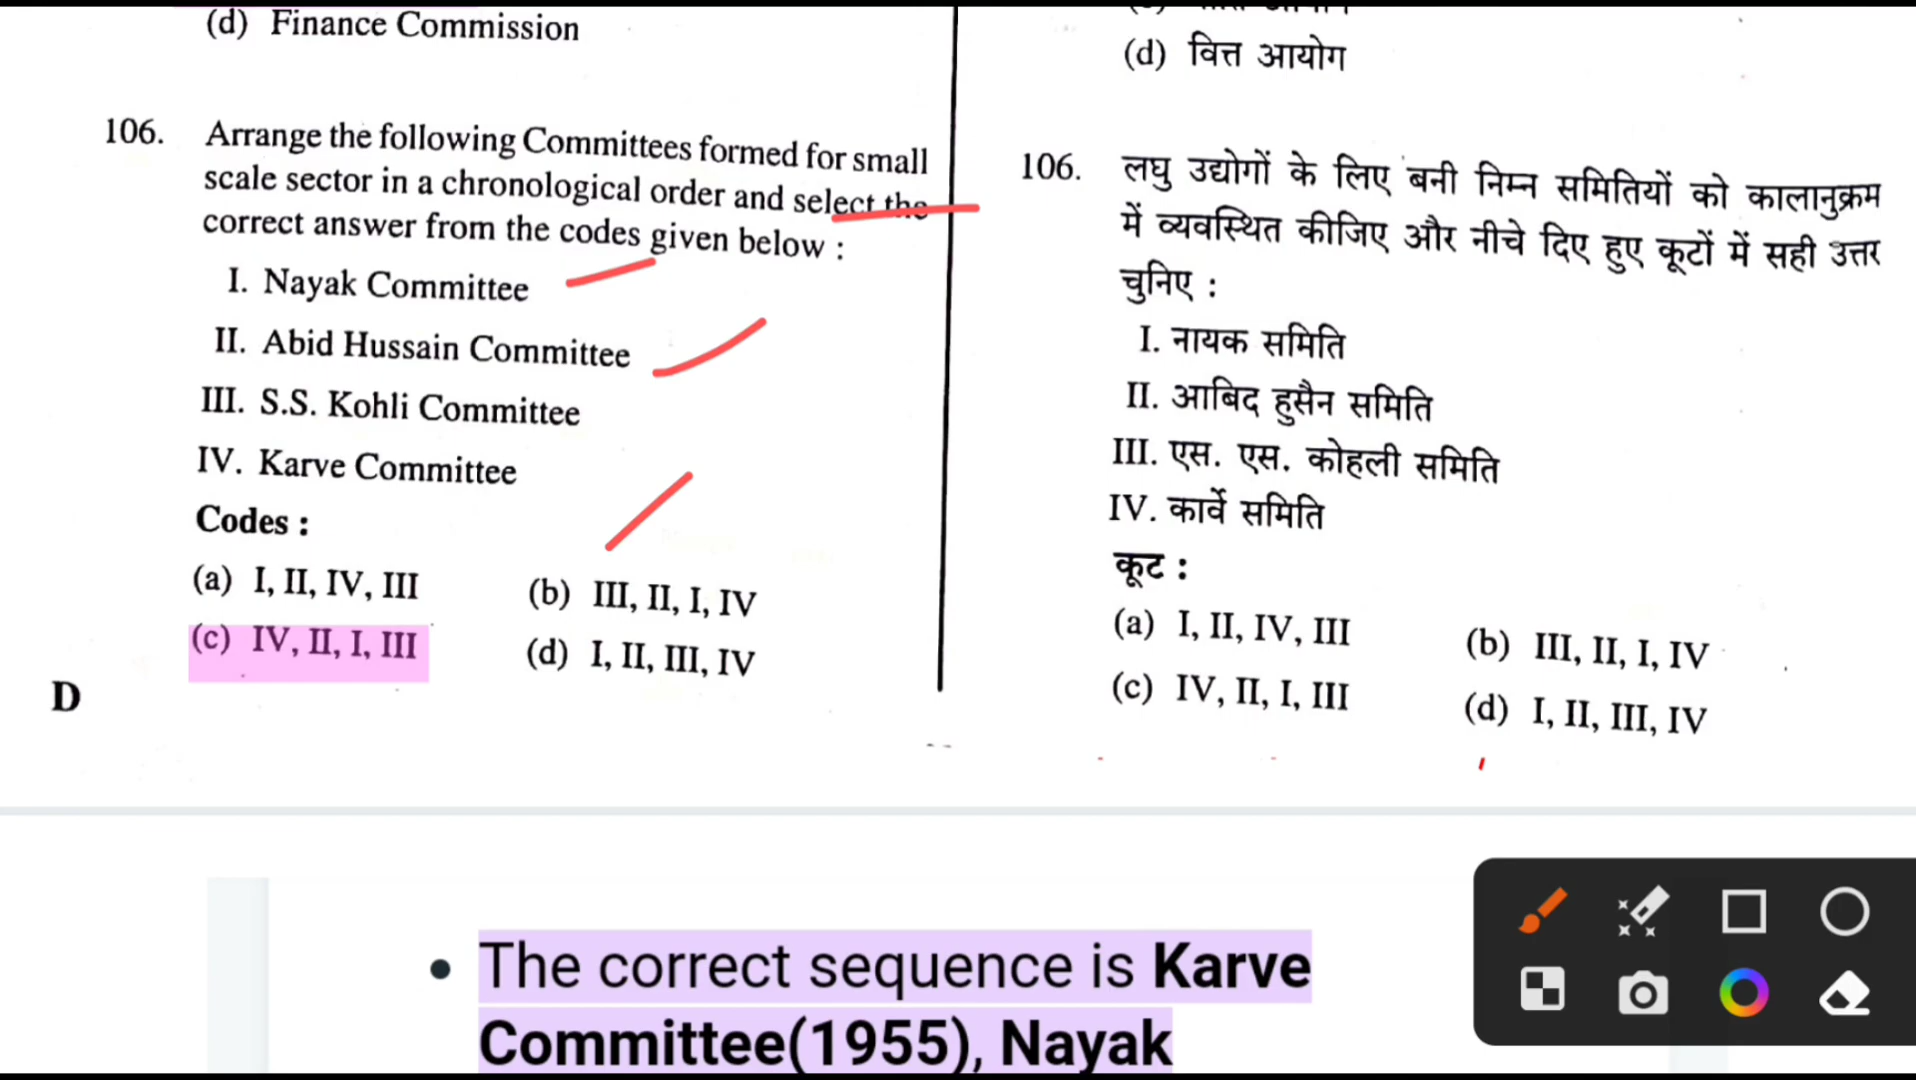 (d) Finance Commission
106. Arrange the following Committees formed for small
scale sector in a chronological order and select the
correct answer from the codes given below :
I. Nayak Committee
II. Abid Hussain Committee
III. S.S. Kohli Committee
IV. Karve Committee
Codes :
(a) I, II, IV, III (b) III, II, I, IV
(c) IV, II, I, III (d) I, II, III, IV
D
(d) वित्त आयोग
106. लघु उद्योगों के लिए बनी निम्न समितियों को कालानुक्रम
में व्यवस्थित कीजिए और नीचे दिए हुए कूटों में सही उत्तर
चुनिए :
I. नायक समिति
II. आबिद हुसैन समिति
III. एस. एस. कोहली समिति
IV. कार्वे समिति
कूट :
(a) I, II, IV, III (b) III, II, I, IV
(c) IV, II, I, III (d) I, II, III, IV
• The correct sequence is Karve
Committee(1955), Nayak